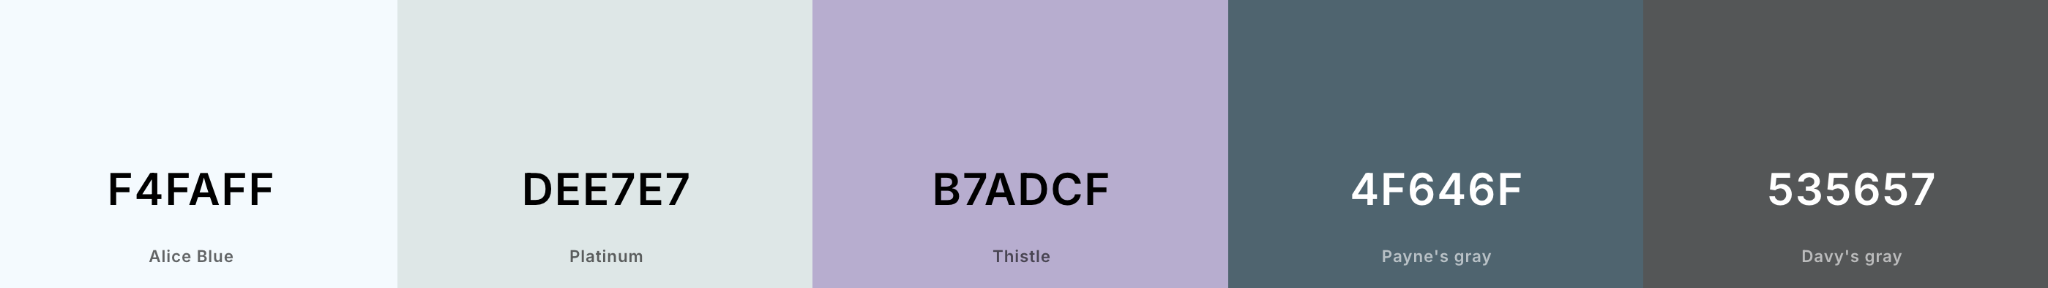 F4FAFF
Alice Blue
DEE7E7
Platinum
B7ADCF
Thistle
4F646F
Payne's gray
535657
Davy's gray